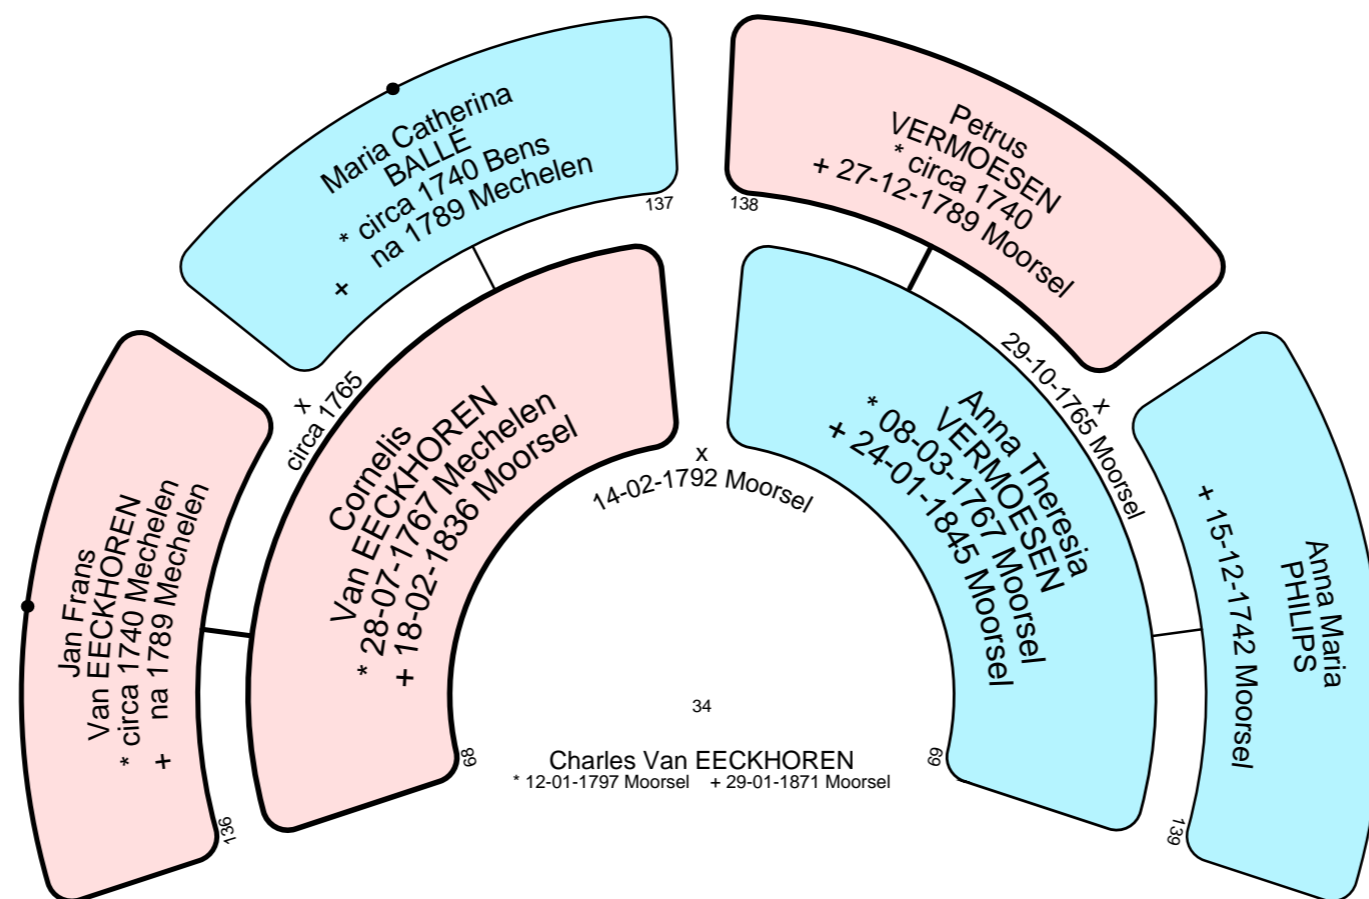 Maria Catherina
BALLÉ
* circa 1740 Bens
+ na 1789 Mechelen
137
Petrus
VERMOESEN
* circa 1740
+ 27-12-1789 Moorsel
138
Jan Frans
Van EECKHOREN
* circa 1740 Mechelen
+ na 1789 Mechelen
136
x
circa 1765
Cornelis
Van EECKHOREN
* 28-07-1767 Mechelen
+ 18-02-1836 Moorsel
68
x
14-02-1792 Moorsel
Anna Theresia
VERMOESEN
* 08-03-1767 Moorsel
+ 24-01-1845 Moorsel
69
x
29-10-1765 Moorsel
Anna Maria
PHILIPS
+ 15-12-1742 Moorsel
139
34
Charles Van EECKHOREN
* 12-01-1797 Moorsel + 29-01-1871 Moorsel